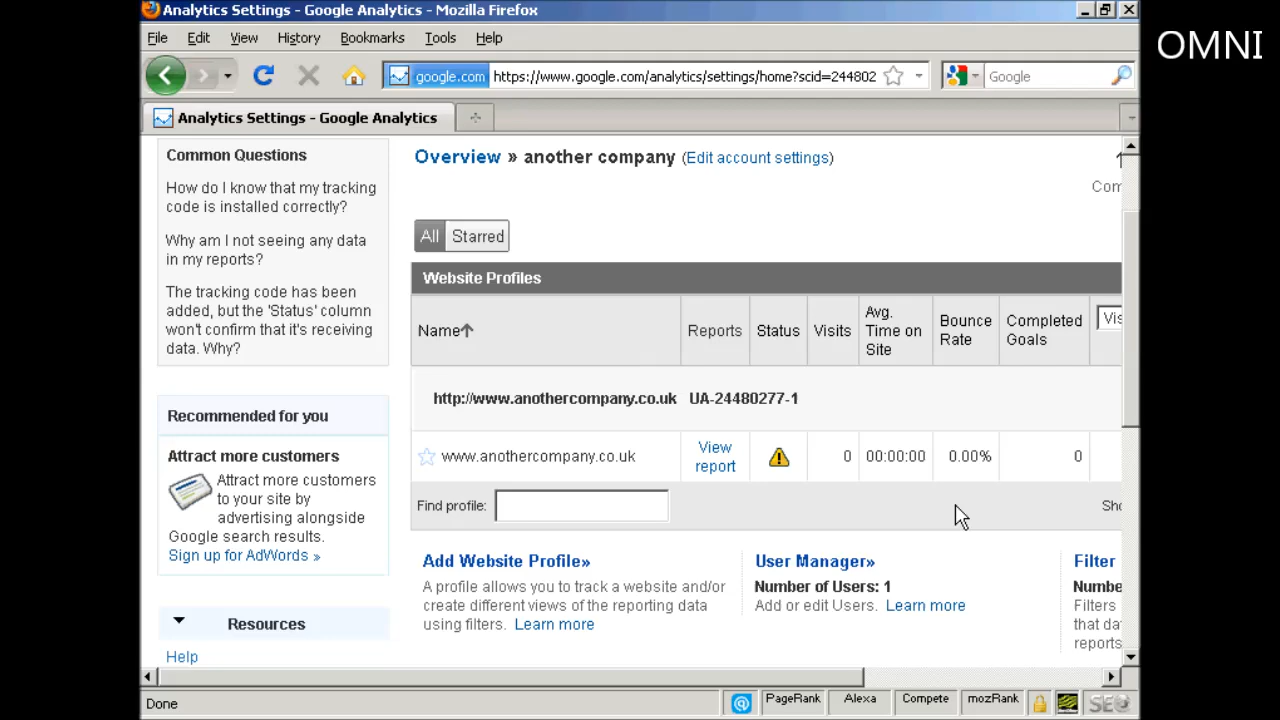 Analytics Settings - Google Analytics - Mozilla Firefox
OMNI
File Edit View History Bookmarks Tools Help
google.com https://www.google.com/analytics/settings/home?scid=244802
Google
Analytics Settings - Google Analytics
Common Questions
How do I know that my tracking
code is installed correctly?
Why am I not seeing any data
in my reports?
The tracking code has been
added, but the 'Status' column
won't confirm that it's receiving
data. Why?
Recommended for you
Attract more customers
Attract more customers
to your site by
advertising alongside
Google search results.
Sign up for AdWords »
Resources
Help
Overview » another company (Edit account settings)
Com
All Starred
Website Profiles
Name Reports Status Visits Avg. Time on Site Bounce Rate Completed Goals Vis
http://www.anothercompany.co.uk UA-24480277-1
www.anothercompany.co.uk View report 0 00:00:00 0.00% 0
Find profile:
Sho
Add Website Profile»
A profile allows you to track a website and/or
create different views of the reporting data
using filters. Learn more
User Manager»
Number of Users: 1
Add or edit Users. Learn more
Filter
Numbe
Filters
that da
reports
Done
PageRank Alexa Compete mozRank
SEO